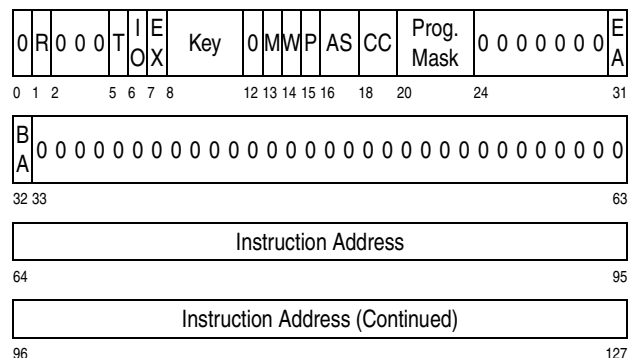 0 R 0 0 0 T I O E X Key 0 M W P AS CC Prog. Mask 0 0 0 0 0 0 0 E A
0 1 2 5 6 7 8 12 13 14 15 16 18 20 24 31
B A 0 0 0 0 0 0 0 0 0 0 0 0 0 0 0 0 0 0 0 0 0 0 0 0 0 0 0 0 0 0 0
32 33 63
Instruction Address
64 95
Instruction Address (Continued)
96 127